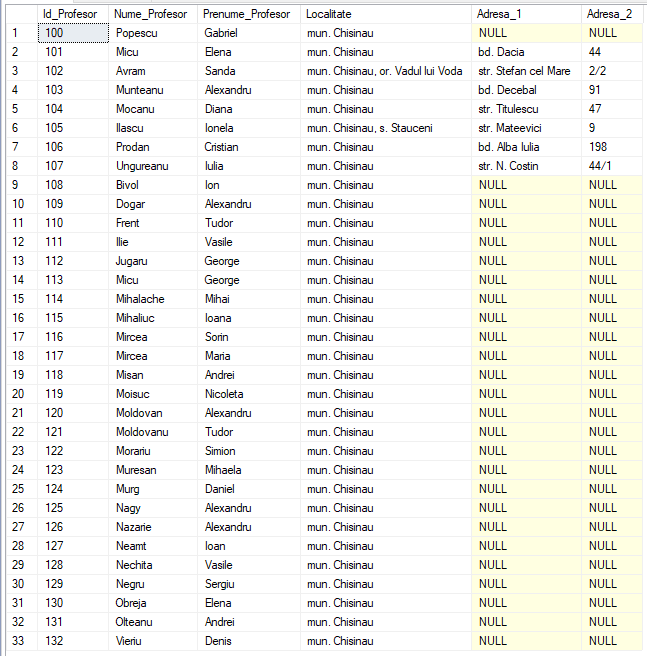 Id_Profesor Nume_Profesor Prenume_Profesor Localitate Adresa_1 Adresa_2
1 100 Popescu Gabriel mun. Chisinau NULL NULL
2 101 Micu Elena mun. Chisinau bd. Dacia 44
3 102 Avram Sanda mun. Chisinau, or. Vadul lui Voda str. Stefan cel Mare 2/2
4 103 Munteanu Alexandru mun. Chisinau bd. Decebal 91
5 104 Mocanu Diana mun. Chisinau str. Titulescu 47
6 105 Ilascu Ionela mun. Chisinau, s. Stauceni str. Mateevici 9
7 106 Prodan Cristian mun. Chisinau bd. Alba Iulia 198
8 107 Ungureanu Iulia mun. Chisinau str. N. Costin 44/1
9 108 Bivol Ion mun. Chisinau NULL NULL
10 109 Dogar Alexandru mun. Chisinau NULL NULL
11 110 Frent Tudor mun. Chisinau NULL NULL
12 111 Ilie Vasile mun. Chisinau NULL NULL
13 112 Jugaru George mun. Chisinau NULL NULL
14 113 Micu George mun. Chisinau NULL NULL
15 114 Mihalache Mihai mun. Chisinau NULL NULL
16 115 Mihaliuc Ioana mun. Chisinau NULL NULL
17 116 Mircea Sorin mun. Chisinau NULL NULL
18 117 Mircea Maria mun. Chisinau NULL NULL
19 118 Misan Andrei mun. Chisinau NULL NULL
20 119 Moisuc Nicoleta mun. Chisinau NULL NULL
21 120 Moldovan Alexandru mun. Chisinau NULL NULL
22 121 Moldovanu Tudor mun. Chisinau NULL NULL
23 122 Morariu Simion mun. Chisinau NULL NULL
24 123 Muresan Mihaela mun. Chisinau NULL NULL
25 124 Murg Daniel mun. Chisinau NULL NULL
26 125 Nagy Alexandru mun. Chisinau NULL NULL
27 126 Nazarie Alexandru mun. Chisinau NULL NULL
28 127 Neamt Ioan mun. Chisinau NULL NULL
29 128 Nechita Vasile mun. Chisinau NULL NULL
30 129 Negru Sergiu mun. Chisinau NULL NULL
31 130 Obreja Elena mun. Chisinau NULL NULL
32 131 Olteanu Andrei mun. Chisinau NULL NULL
33 132 Vieriu Denis mun. Chisinau NULL NULL